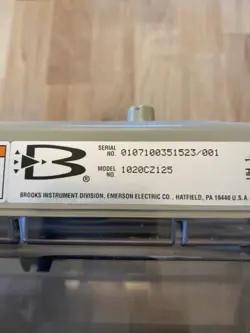 SERIAL NO. 0107100351523/001
B ®
MODEL NO. 1020CZ125
BROOKS INSTRUMENT DIVISION, EMERSON ELECTRIC CO., HATFIELD, PA 19440 U.S.A.